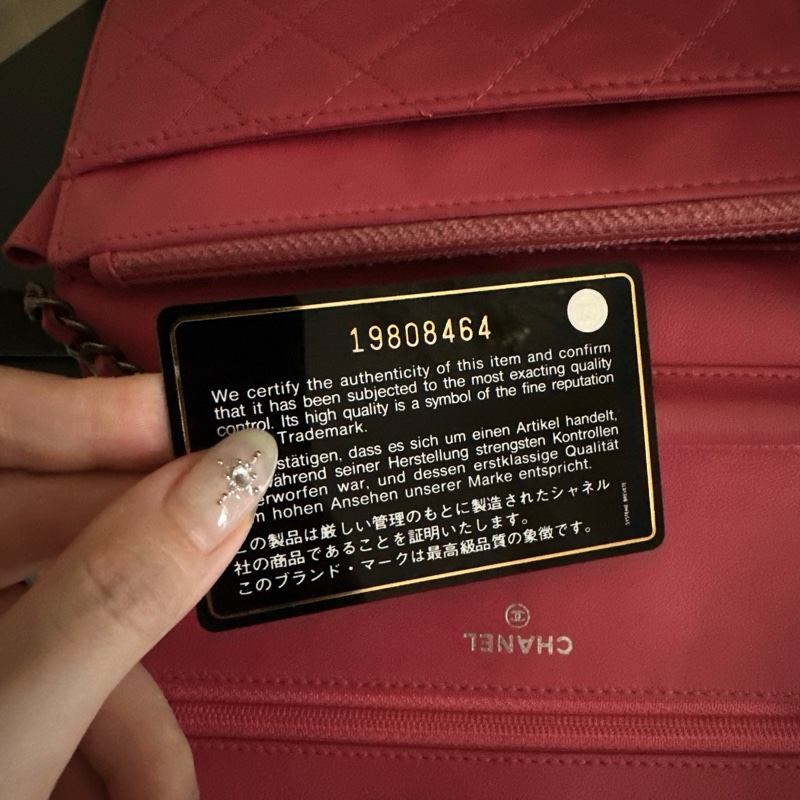 19808464
We certify the authenticity of this item and confirm
that it has been subjected to the most exacting quality
control. Its high quality is a symbol of the fine reputation
Trademark.
stätigen, dass es sich um einen Artikel handelt,
während seiner Herstellung strengsten Kontrollen
erworfen war, und dessen erstklassige Qualität
n hohen Ansehen unserer Marke entspricht.
この製品は厳しい管理のもとに製造されたシャネル
社の商品であることを証明いたします。
このブランド・マークは最高級品質の象徴です。
SYSTEME BREVETE
CHANEL